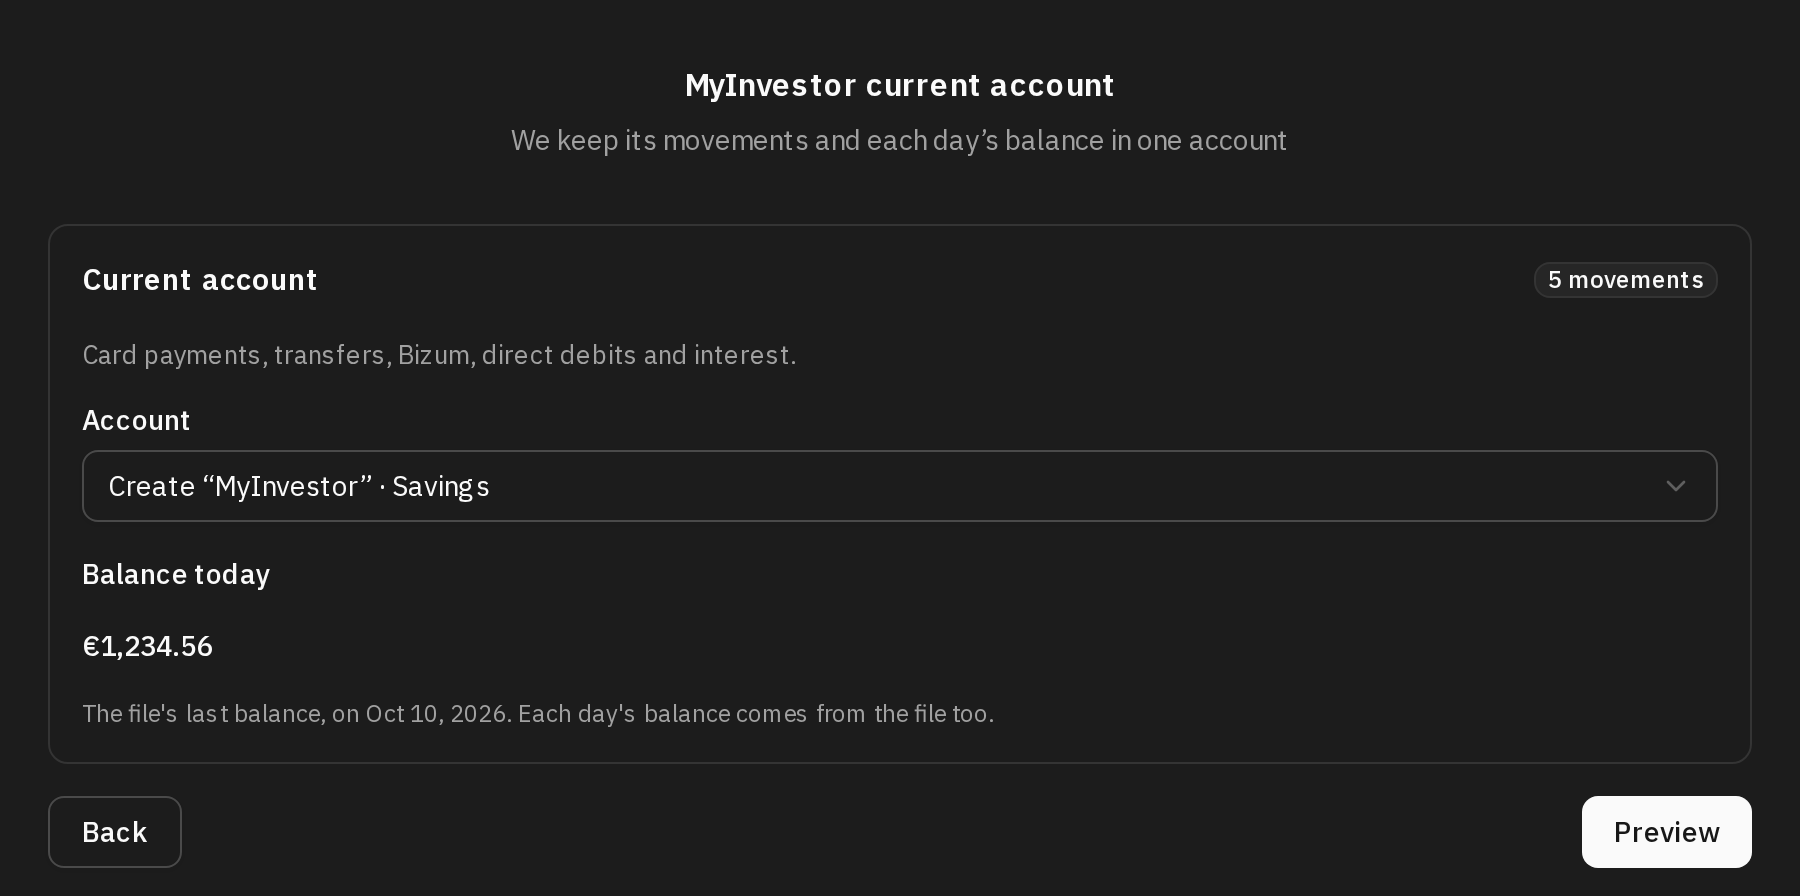 MyInvestor current account
We keep its movements and each day’s balance in one account
Current account
5 movements
Card payments, transfers, Bizum, direct debits and interest.
Account
Create “MyInvestor” · Savings
Balance today
€1,234.56
The file's last balance, on Oct 10, 2026. Each day's balance comes from the file too.
Back
Preview